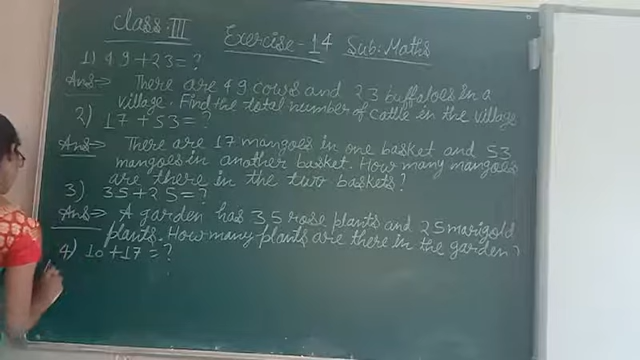 Class: III Exercise - 14 Sub: Maths
1) 49+23=?
Ans⇒ There are 49 cows and 23 buffaloes in a
village. Find the total number of cattle in the village
2) 17+53=?
Ans⇒ There are 17 mangoes in one basket and 53
mangoes in another basket. How many mangoes
are there in the two baskets?
3) 35+25=?
Ans⇒ A garden has 35 rose plants and 25 marigold
plants. How many plants are there in the garden?
4) 10+17=?